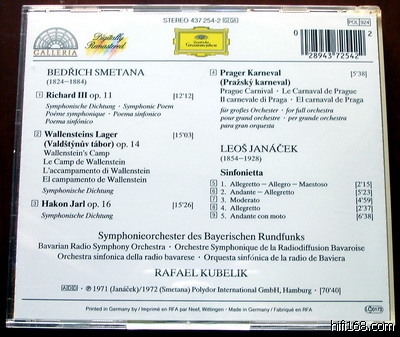 STEREO 437 254-2 GGA
POL 924
0
2
28943 72542
GALLERIA
Digitally
Remastered
Deutsche
Grammophon
BEDŘICH SMETANA
(1824–1884)
1 Richard III op. 11 [12'12]
Symphonische Dichtung · Symphonic Poem
Poème symphonique · Poema sinfonico
Poema sinfónico
2 Wallensteins Lager [15'03]
(Valdštýnův tábor) op. 14
Wallenstein's Camp
Le Camp de Wallenstein
L'accampamento di Wallenstein
El campamento de Wallenstein
Symphonische Dichtung
3 Hakon Jarl op. 16 [15'26]
Symphonische Dichtung
4 Prager Karneval [5'38]
(Pražský karneval)
Prague Carnival · Le Carnaval de Prague
Il carnevale di Praga · El carnaval de Praga
für großes Orchester · for full orchestra
pour grand orchestre · per grande orchestra
para gran orquesta
LEOŠ JANÁČEK
(1854–1928)
Sinfonietta
5 1. Allegretto – Allegro – Maestoso [2'15]
6 2. Andante – Allegretto [5'23]
7 3. Moderato [4'59]
8 4. Allegretto [2'37]
9 5. Andante con moto [6'38]
Symphonieorchester des Bayerischen Rundfunks
Bavarian Radio Symphony Orchestra · Orchestre Symphonique de la Radiodiffusion Bavaroise
Orchestra sinfonica della radio bavarese · Orquesta sinfónica de la radio de Baviera
RAFAEL KUBELIK
ADD ℗ 1971 (Janáček)/1972 (Smetana) Polydor International GmbH, Hamburg · [70'40]
Printed in Germany by / Imprimé en RFA par Neef, Wittingen · Made in Germany / Fabriqué en RFA
hifi168.com